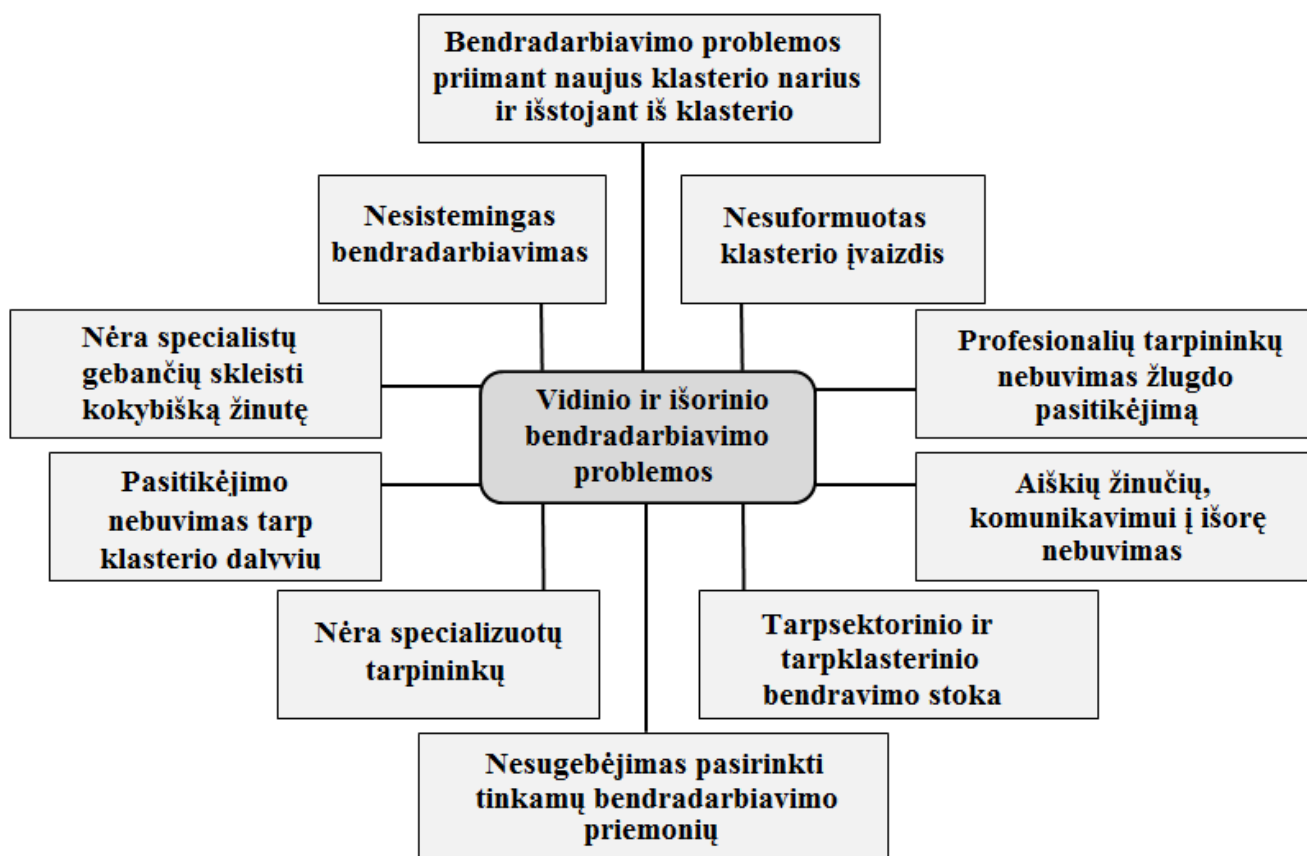 Bendradarbiavimo problemos
priimant naujus klasterio narius
ir išstojant iš klasterio
Nesistemingas
bendradarbiavimas
Nesuformuotas
klasterio įvaizdis
Nėra specialistų
gebančių skleisti
kokybišką žinutę
Profesionalių tarpininkų
nebuvimas žlugdo
pasitikėjimą
Vidinio ir išorinio
bendradarbiavimo
problemos
Pasitikėjimo
nebuvimas tarp
klasterio dalyvių
Aiškių žinučių,
komunikavimui į išorę
nebuvimas
Nėra specializuotų
tarpininkų
Tarpsektorinio ir
tarpklasterinio
bendravimo stoka
Nesugebėjimas pasirinkti
tinkamų bendradarbiavimo
priemonių